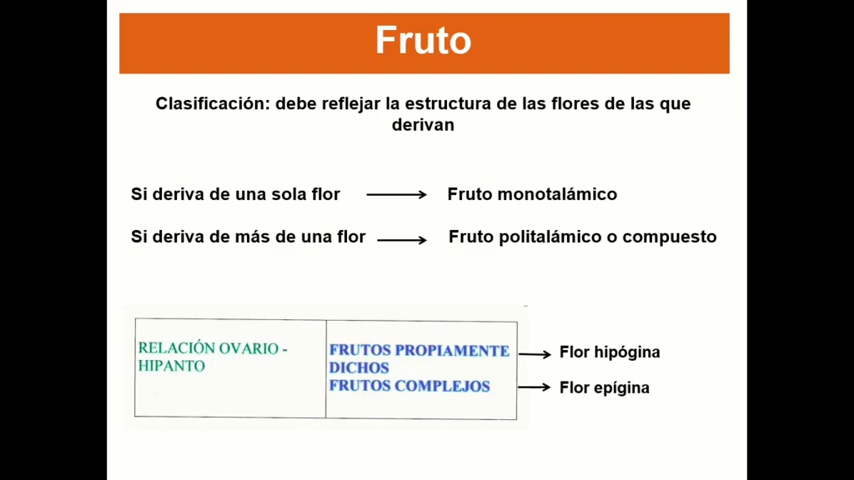 Fruto
Clasificación: debe reflejar la estructura de las flores de las que
derivan
Si deriva de una sola flor
Fruto monotalámico
Si deriva de más de una flor
Fruto politalámico o compuesto
RELACIÓN OVARIO -
HIPANTO
FRUTOS PROPIAMENTE
DICHOS
FRUTOS COMPLEJOS
Flor hipógina
Flor epígina